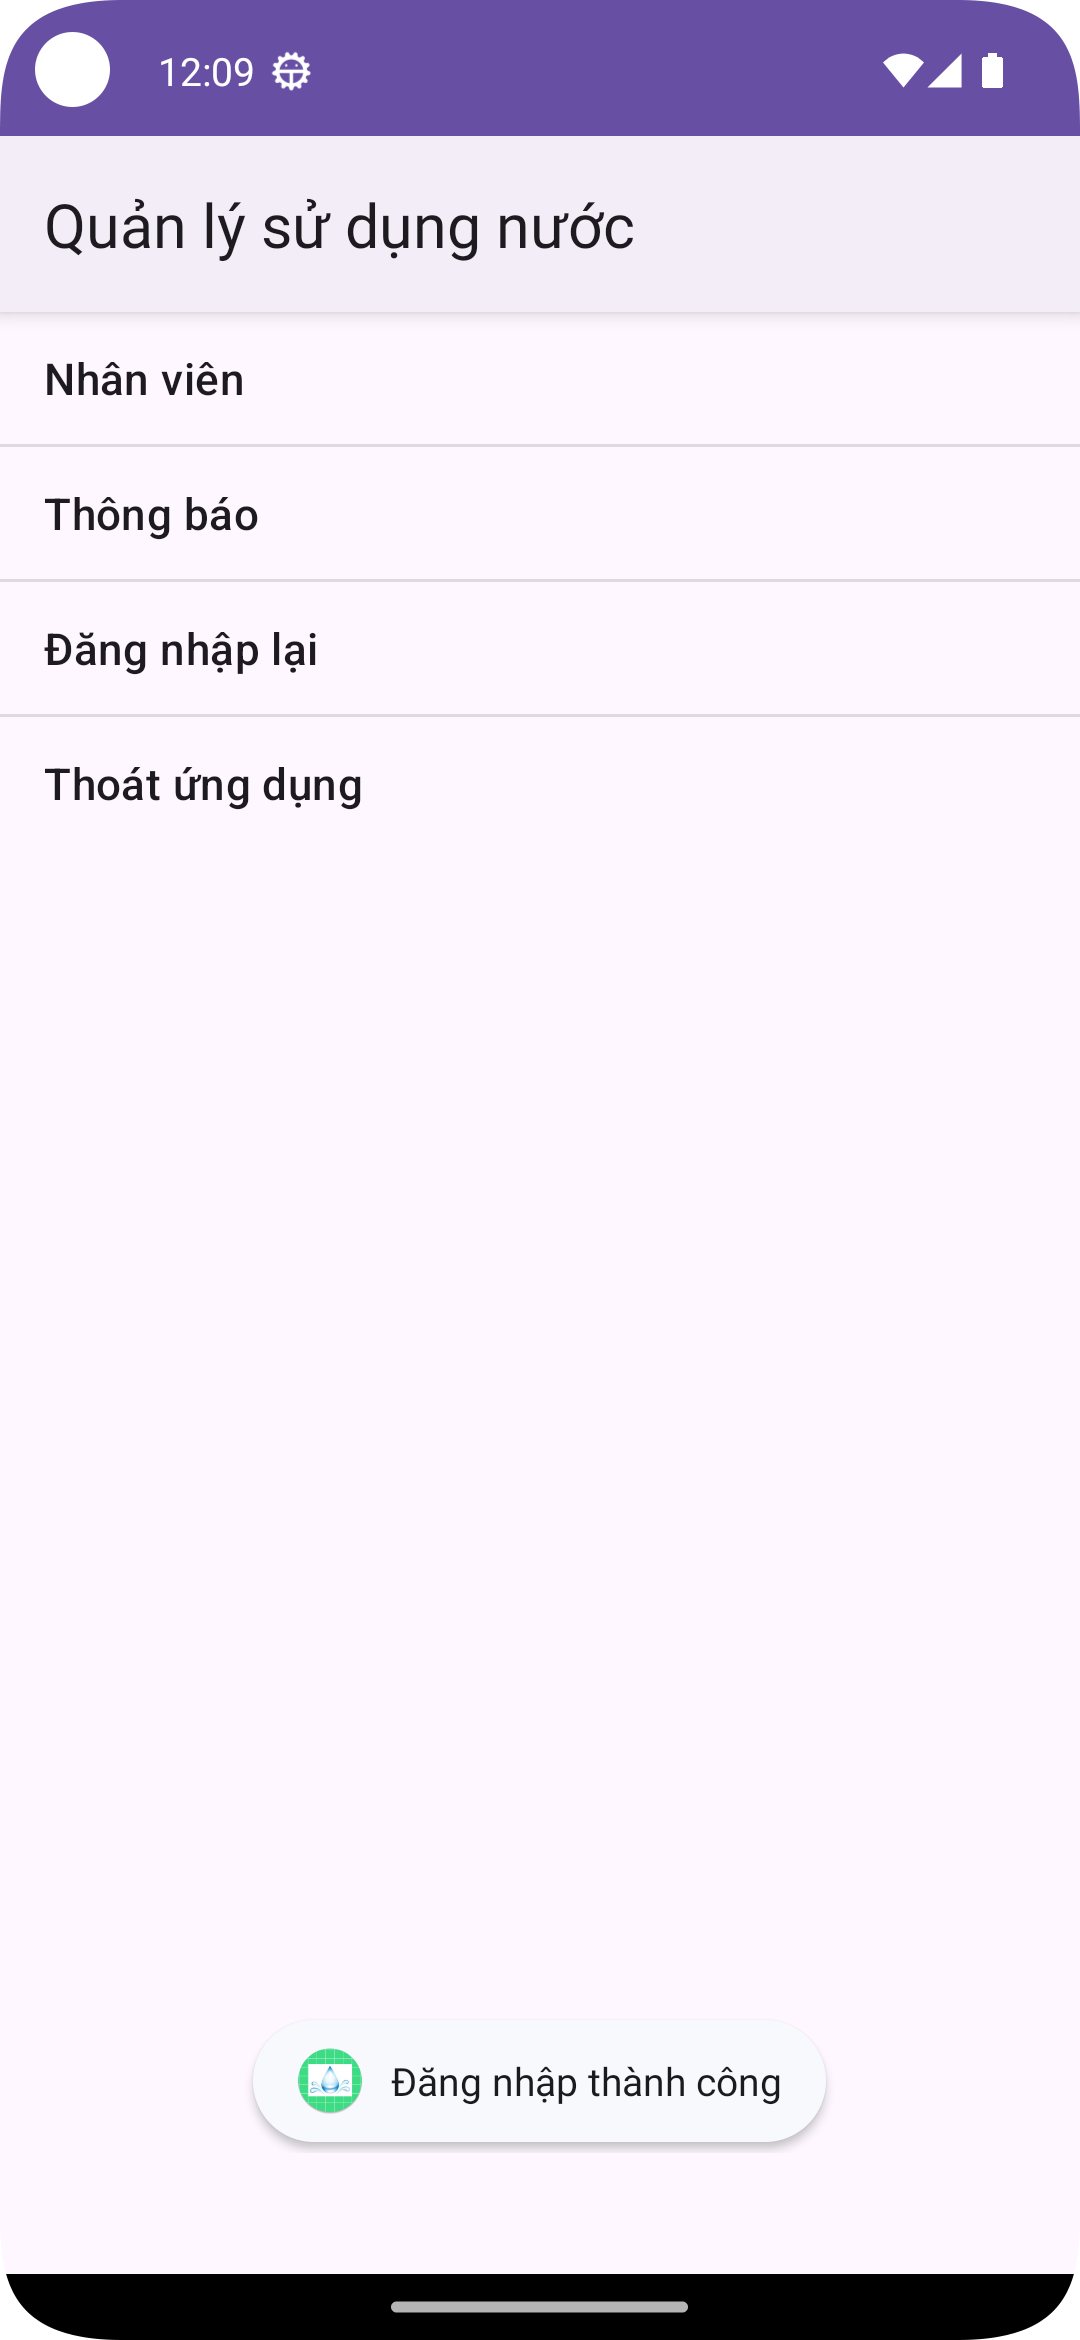 12:09
Quản lý sử dụng nước
Nhân viên
Thông báo
Đăng nhập lại
Thoát ứng dụng
Đăng nhập thành công